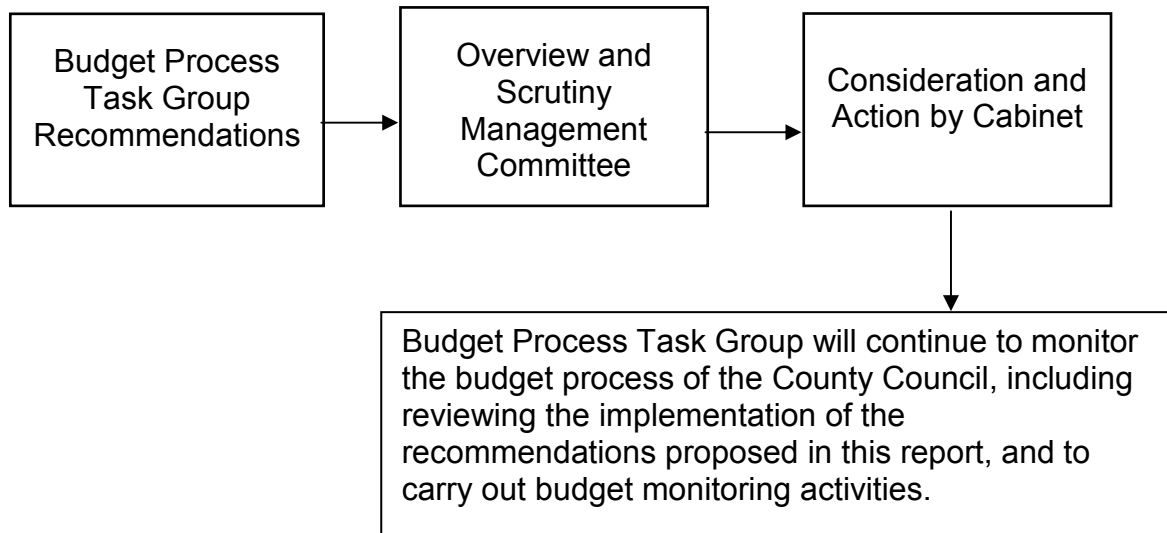 Budget Process
Task Group
Recommendations
Overview and
Scrutiny
Management
Committee
Consideration and
Action by Cabinet
Budget Process Task Group will continue to monitor
the budget process of the County Council, including
reviewing the implementation of the
recommendations proposed in this report, and to
carry out budget monitoring activities.